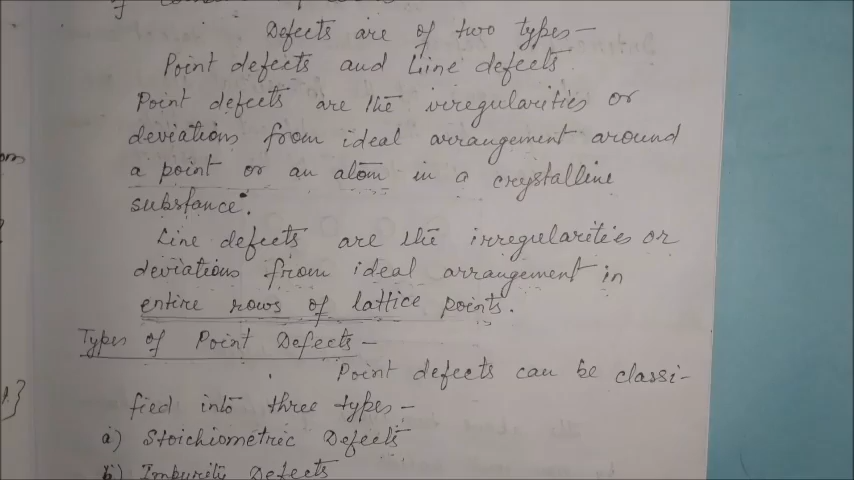 Defects are of two types-
Point defects and Line defects.
Point defects are the irregularities or
deviations from ideal arrangement around
a point or an atom in a crystalline
substance.
Line defects are the irregularities or
deviations from ideal arrangement in
entire rows of lattice points.
Types of Point Defects-
Point defects can be classi-
fied into three types-
a) Stoichiometric Defects
b) Impurity Defects